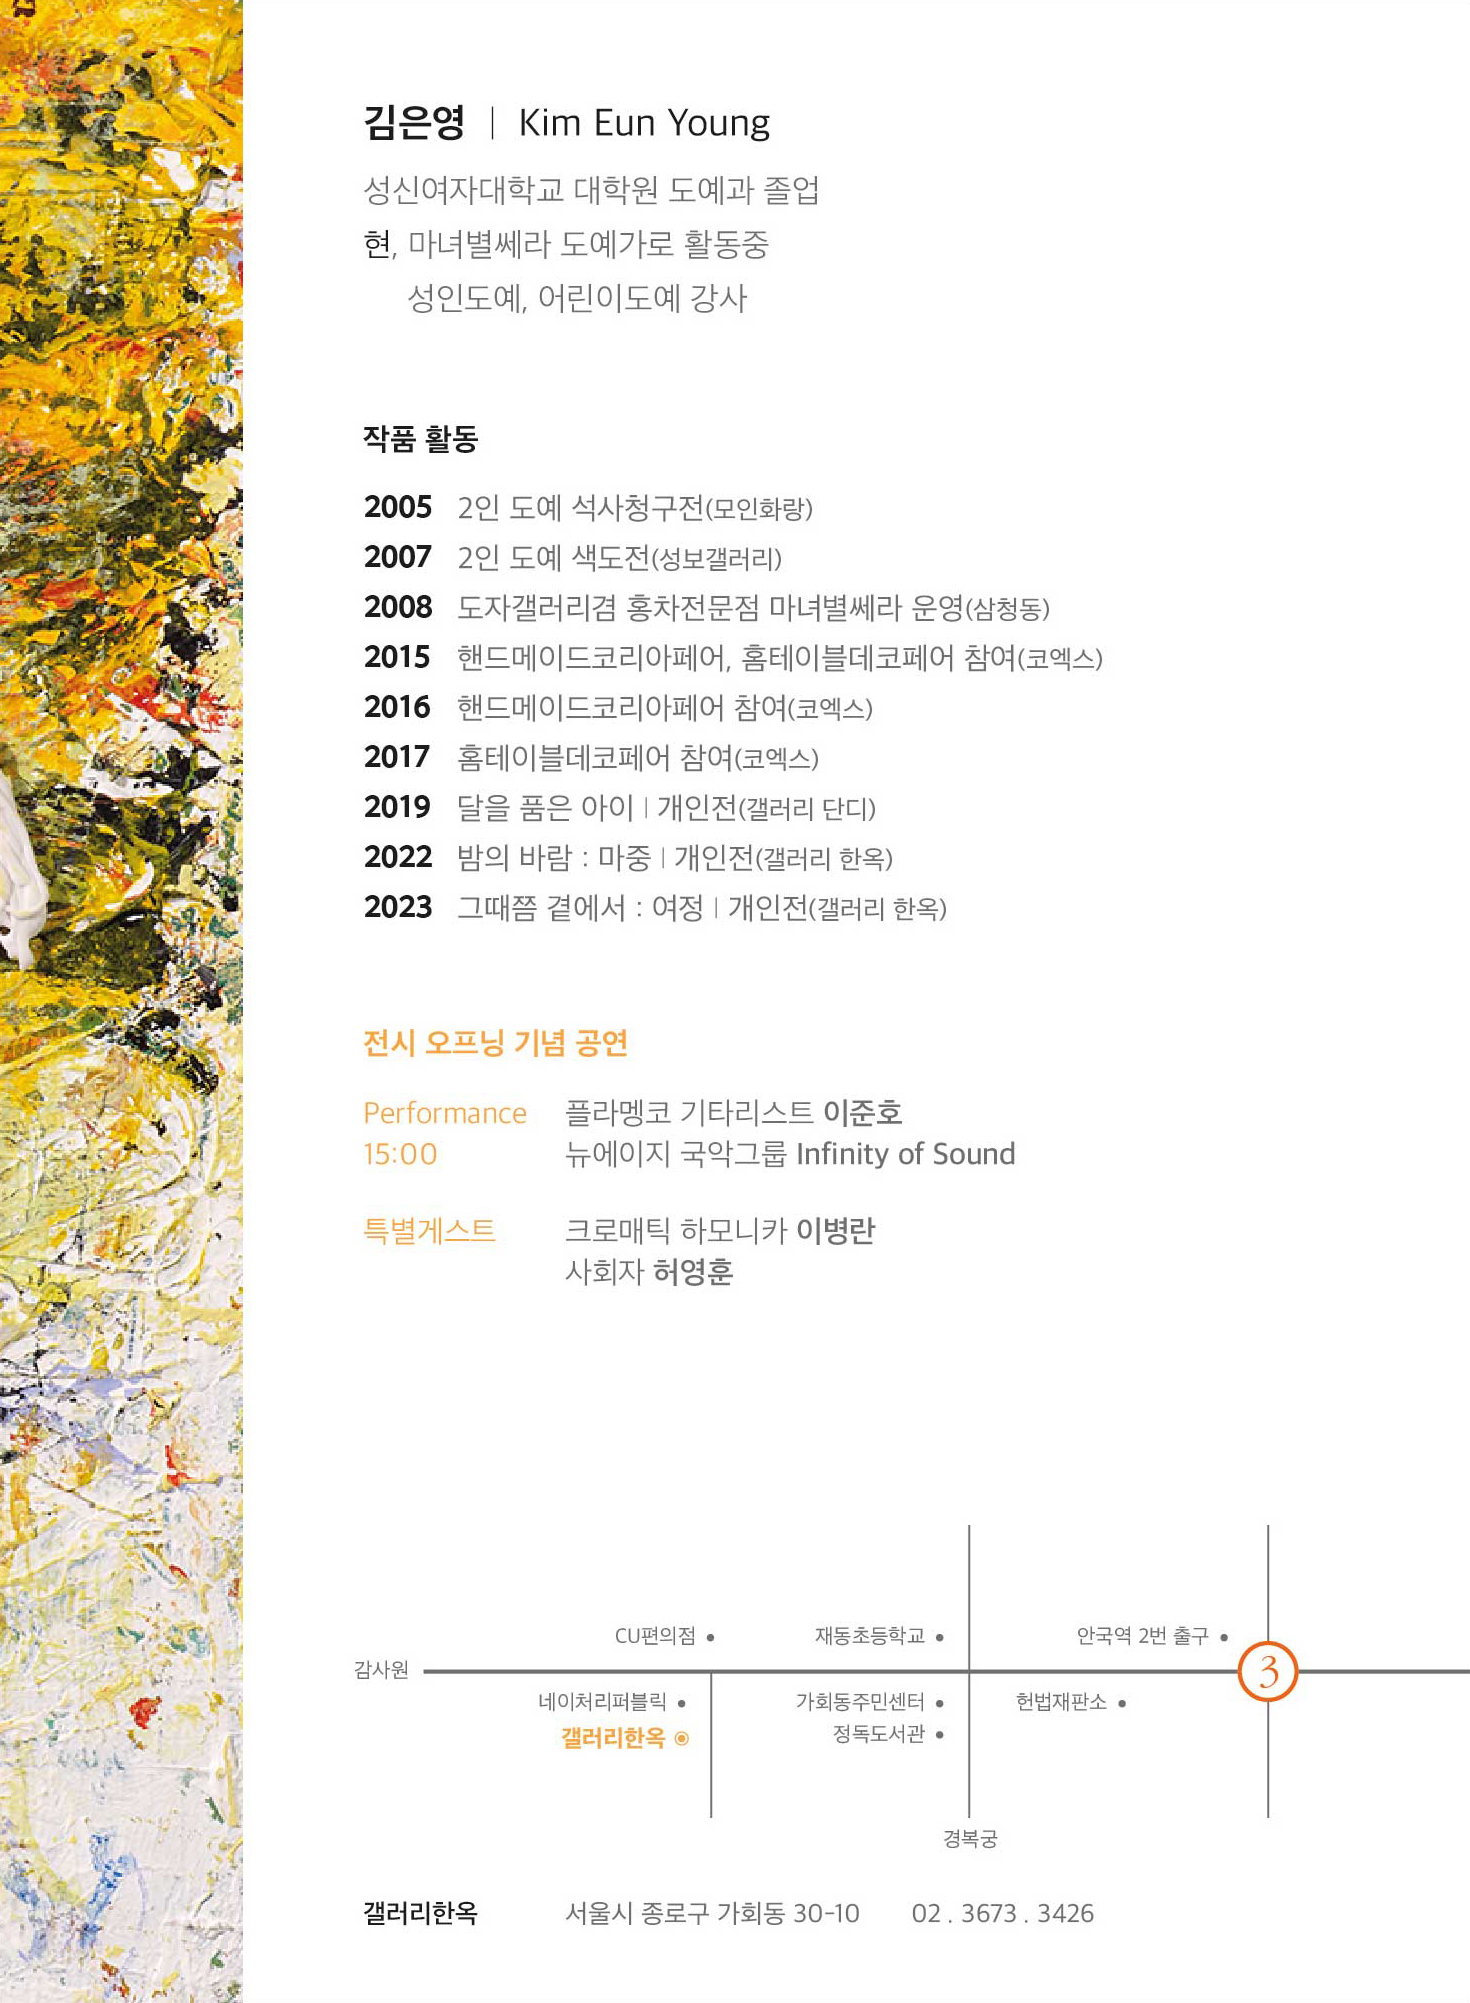 김은영 | Kim Eun Young
성신여자대학교 대학원 도예과 졸업
현, 마녀별쎄라 도예가로 활동중
성인도예, 어린이도예 강사
작품 활동
2005 2인 도예 석사청구전(모인화랑)
2007 2인 도예 색도전(성보갤러리)
2008 도자갤러리겸 홍차전문점 마녀별쎄라 운영(삼청동)
2015 핸드메이드코리아페어, 홈테이블데코페어 참여(코엑스)
2016 핸드메이드코리아페어 참여(코엑스)
2017 홈테이블데코페어 참여(코엑스)
2019 달을 품은 아이 | 개인전(갤러리 단디)
2022 밤의 바람 : 마중 | 개인전(갤러리 한옥)
2023 그때쯤 곁에서 : 여정 | 개인전(갤러리 한옥)
전시 오프닝 기념 공연
Performance 플라멩코 기타리스트 이준호
15:00 뉴에이지 국악그룹 Infinity of Sound
특별게스트 크로매틱 하모니카 이병란
사회자 허영훈
CU편의점 재동초등학교 안국역 2번 출구
감사원 3
네이처리퍼블릭 가회동주민센터 헌법재판소
갤러리한옥 정독도서관
경복궁
갤러리한옥 서울시 종로구 가회동 30-10 02 . 3673 . 3426